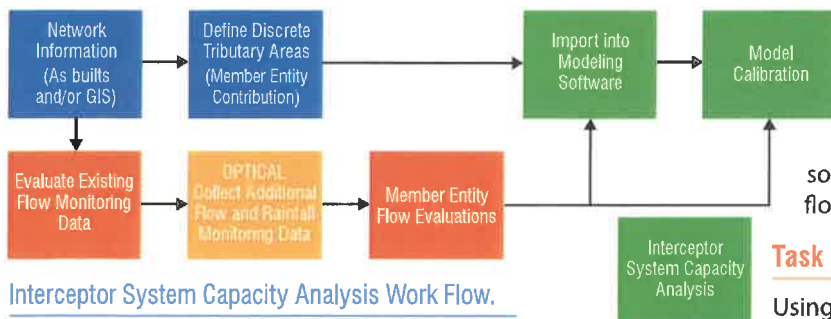 Network
Information
(As builts
and/or GIS)
Define Discrete
Tributary Areas
(Member Entity
Contribution)
Import into
Modeling
Software
Model
Calibration
Evaluate Existing
Flow Monitoring
Data
OPTICAL
Collect Additional
Flow and Rainfall
Monitoring Data
Member Entity
Flow Evaluations
so
flo
Interceptor
System Capacity
Analysis
Task
Using
Interceptor System Capacity Analysis Work Flow.